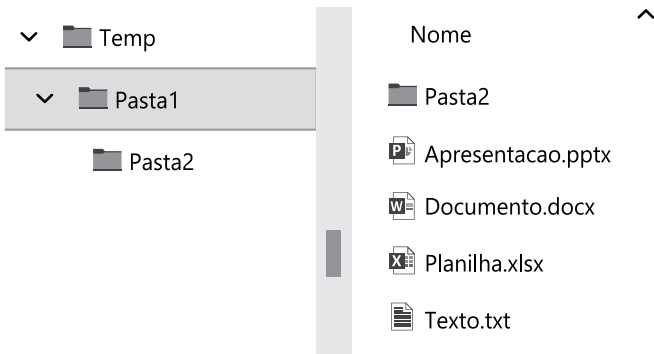 Temp
Pasta1
Pasta2
Nome
Pasta2
Apresentacao.pptx
Documento.docx
Planilha.xlsx
Texto.txt